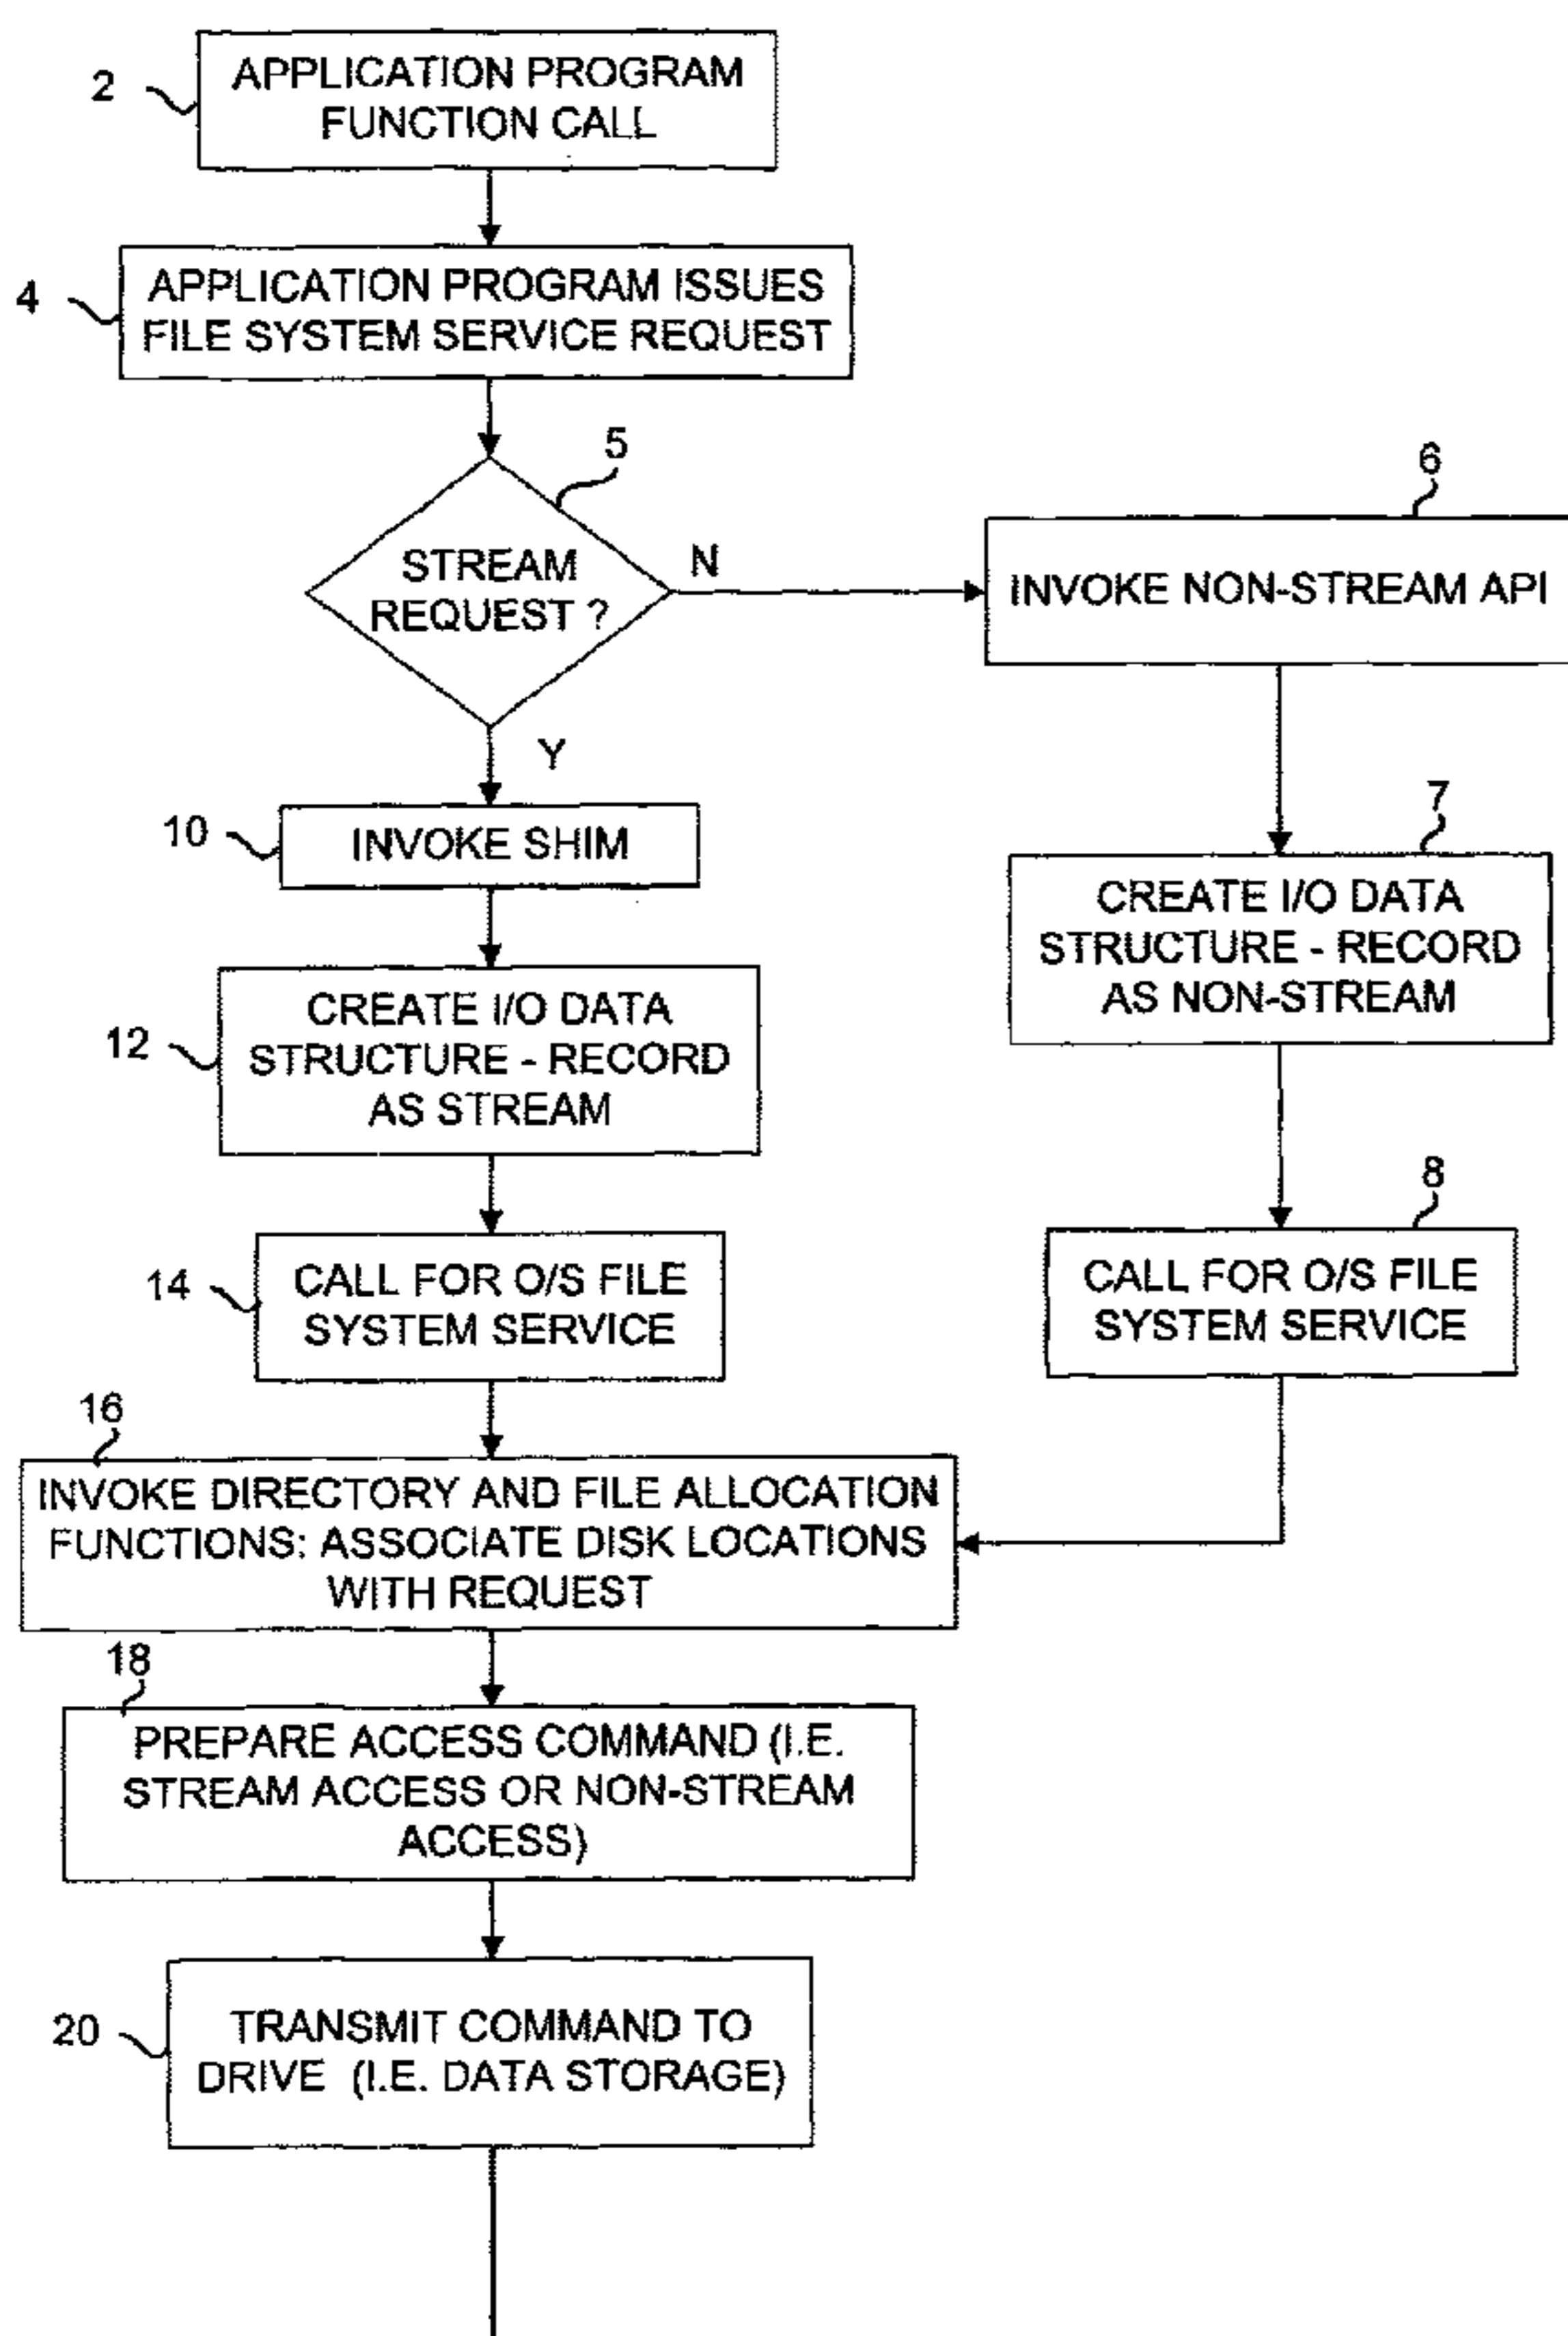 2
APPLICATION PROGRAM
FUNCTION CALL
4
APPLICATION PROGRAM ISSUES
FILE SYSTEM SERVICE REQUEST
5
STREAM
REQUEST ?
N
Y
6
INVOKE NON-STREAM API
7
CREATE I/O DATA
STRUCTURE - RECORD
AS NON-STREAM
8
CALL FOR O/S FILE
SYSTEM SERVICE
10
INVOKE SHIM
12
CREATE I/O DATA
STRUCTURE - RECORD
AS STREAM
14
CALL FOR O/S FILE
SYSTEM SERVICE
16
INVOKE DIRECTORY AND FILE ALLOCATION
FUNCTIONS: ASSOCIATE DISK LOCATIONS
WITH REQUEST
18
PREPARE ACCESS COMMAND (I.E.
STREAM ACCESS OR NON-STREAM
ACCESS)
20
TRANSMIT COMMAND TO
DRIVE (I.E. DATA STORAGE)